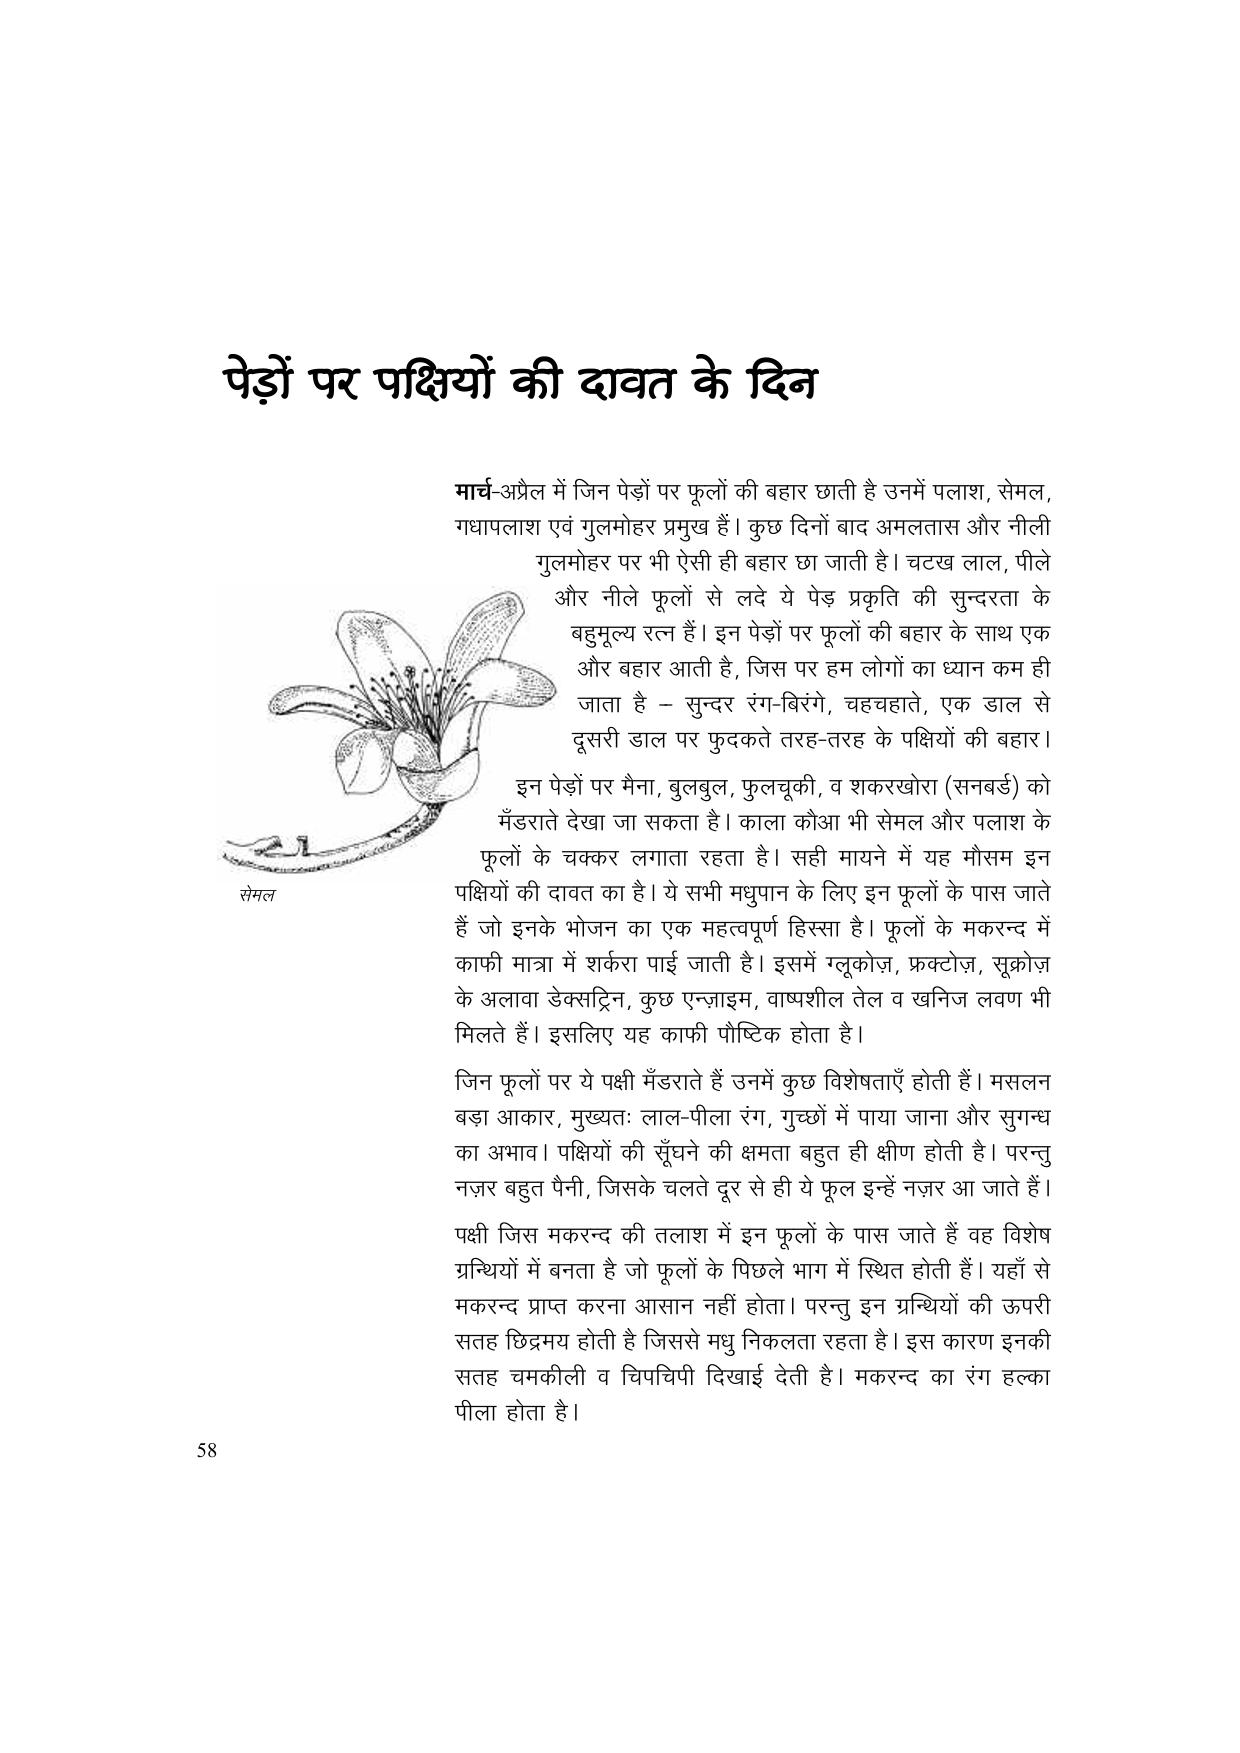 पेड़ों पर पक्षियों की दावत के दिन
मार्च-अप्रैल में जिन पेड़ों पर फूलों की बहार छाती है उनमें पलाश, सेमल,
गधापलाश एवं गुलमोहर प्रमुख हैं। कुछ दिनों बाद अमलतास और नीली
गुलमोहर पर भी ऐसी ही बहार छा जाती है। चटख लाल, पीले
और नीले फूलों से लदे ये पेड़ प्रकृति की सुन्दरता के
बहुमूल्य रत्न हैं। इन पेड़ों पर फूलों की बहार के साथ एक
और बहार आती है, जिस पर हम लोगों का ध्यान कम ही
जाता है – सुन्दर रंग-बिरंगे, चहचहाते, एक डाल से
दूसरी डाल पर फुदकते तरह-तरह के पक्षियों की बहार।
इन पेड़ों पर मैना, बुलबुल, फुलचूकी, व शकरखोरा (सनबर्ड) को
मँडराते देखा जा सकता है। काला कौआ भी सेमल और पलाश के
फूलों के चक्कर लगाता रहता है। सही मायने में यह मौसम इन
पक्षियों की दावत का है। ये सभी मधुपान के लिए इन फूलों के पास जाते
हैं जो इनके भोजन का एक महत्वपूर्ण हिस्सा है। फूलों के मकरन्द में
काफी मात्रा में शर्करा पाई जाती है। इसमें ग्लूकोज़, फ्रक्टोज़, सूक्रोज़
के अलावा डेक्सट्रिन, कुछ एन्ज़ाइम, वाष्पशील तेल व खनिज लवण भी
मिलते हैं। इसलिए यह काफी पौष्टिक होता है।
सेमल
जिन फूलों पर ये पक्षी मँडराते हैं उनमें कुछ विशेषताएँ होती हैं। मसलन
बड़ा आकार, मुख्यतः लाल-पीला रंग, गुच्छों में पाया जाना और सुगन्ध
का अभाव। पक्षियों की सूँघने की क्षमता बहुत ही क्षीण होती है। परन्तु
नज़र बहुत पैनी, जिसके चलते दूर से ही ये फूल इन्हें नज़र आ जाते हैं।
पक्षी जिस मकरन्द की तलाश में इन फूलों के पास जाते हैं वह विशेष
ग्रन्थियों में बनता है जो फूलों के पिछले भाग में स्थित होती हैं। यहाँ से
मकरन्द प्राप्त करना आसान नहीं होता। परन्तु इन ग्रन्थियों की ऊपरी
सतह छिद्रमय होती है जिससे मधु निकलता रहता है। इस कारण इनकी
सतह चमकीली व चिपचिपी दिखाई देती है। मकरन्द का रंग हल्का
पीला होता है।
58